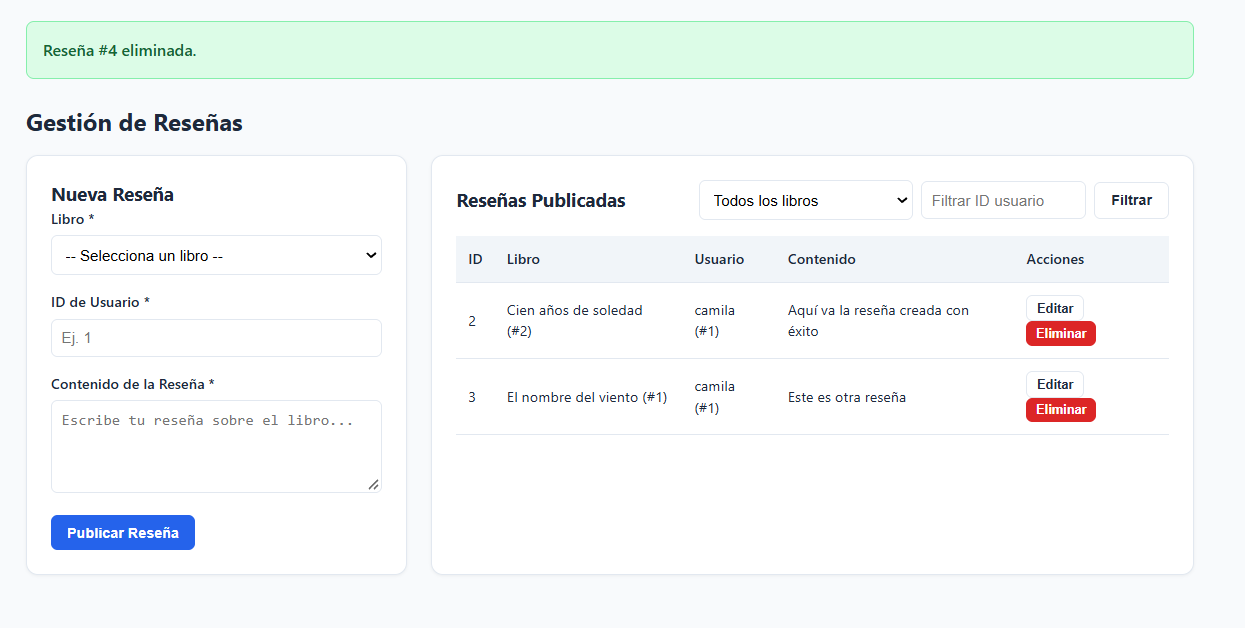 Reseña #4 eliminada.
Gestión de Reseñas
Nueva Reseña
Libro *
-- Selecciona un libro --
ID de Usuario *
Ej. 1
Contenido de la Reseña *
Escribe tu reseña sobre el libro...
Publicar Reseña
Reseñas Publicadas
Todos los libros
Filtrar ID usuario
Filtrar
ID Libro Usuario Contenido Acciones
2 Cien años de soledad (#2) camila (#1) Aquí va la reseña creada con éxito Editar Eliminar
3 El nombre del viento (#1) camila (#1) Este es otra reseña Editar Eliminar